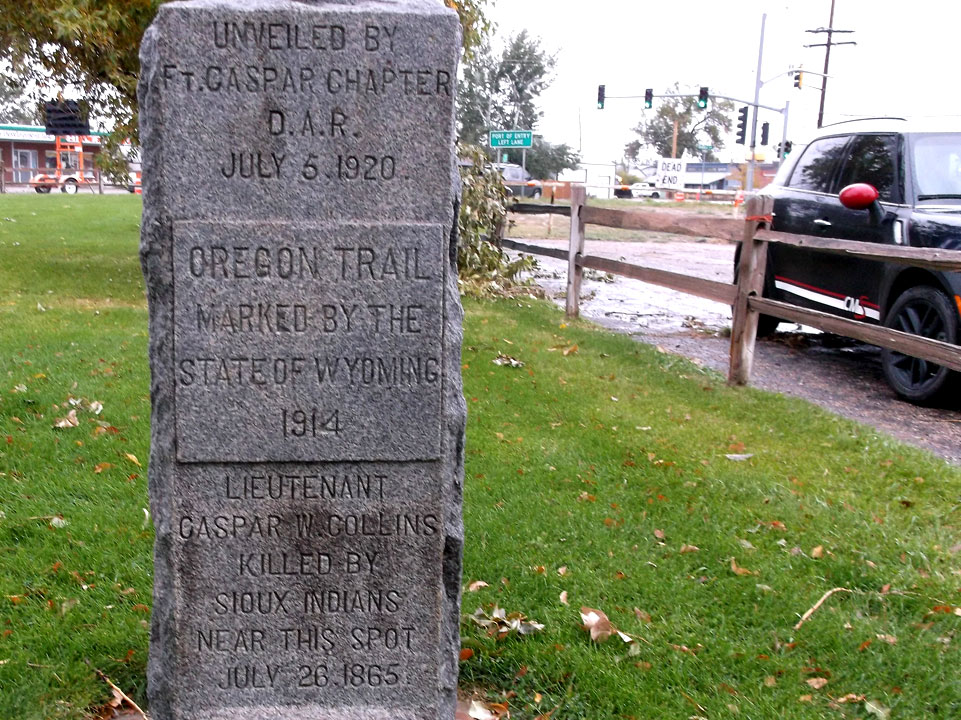 UNVEILED BY
FT. CASPAR CHAPTER
D.A.R.
JULY 5, 1920
OREGON TRAIL
MARKED BY THE
STATE OF WYOMING
1914
LIEUTENANT
CASPAR W. COLLINS
KILLED BY
SIOUX INDIANS
NEAR THIS SPOT
JULY 26, 1865.
PORT OF ENTRY
LEFT LANE
DEAD
END